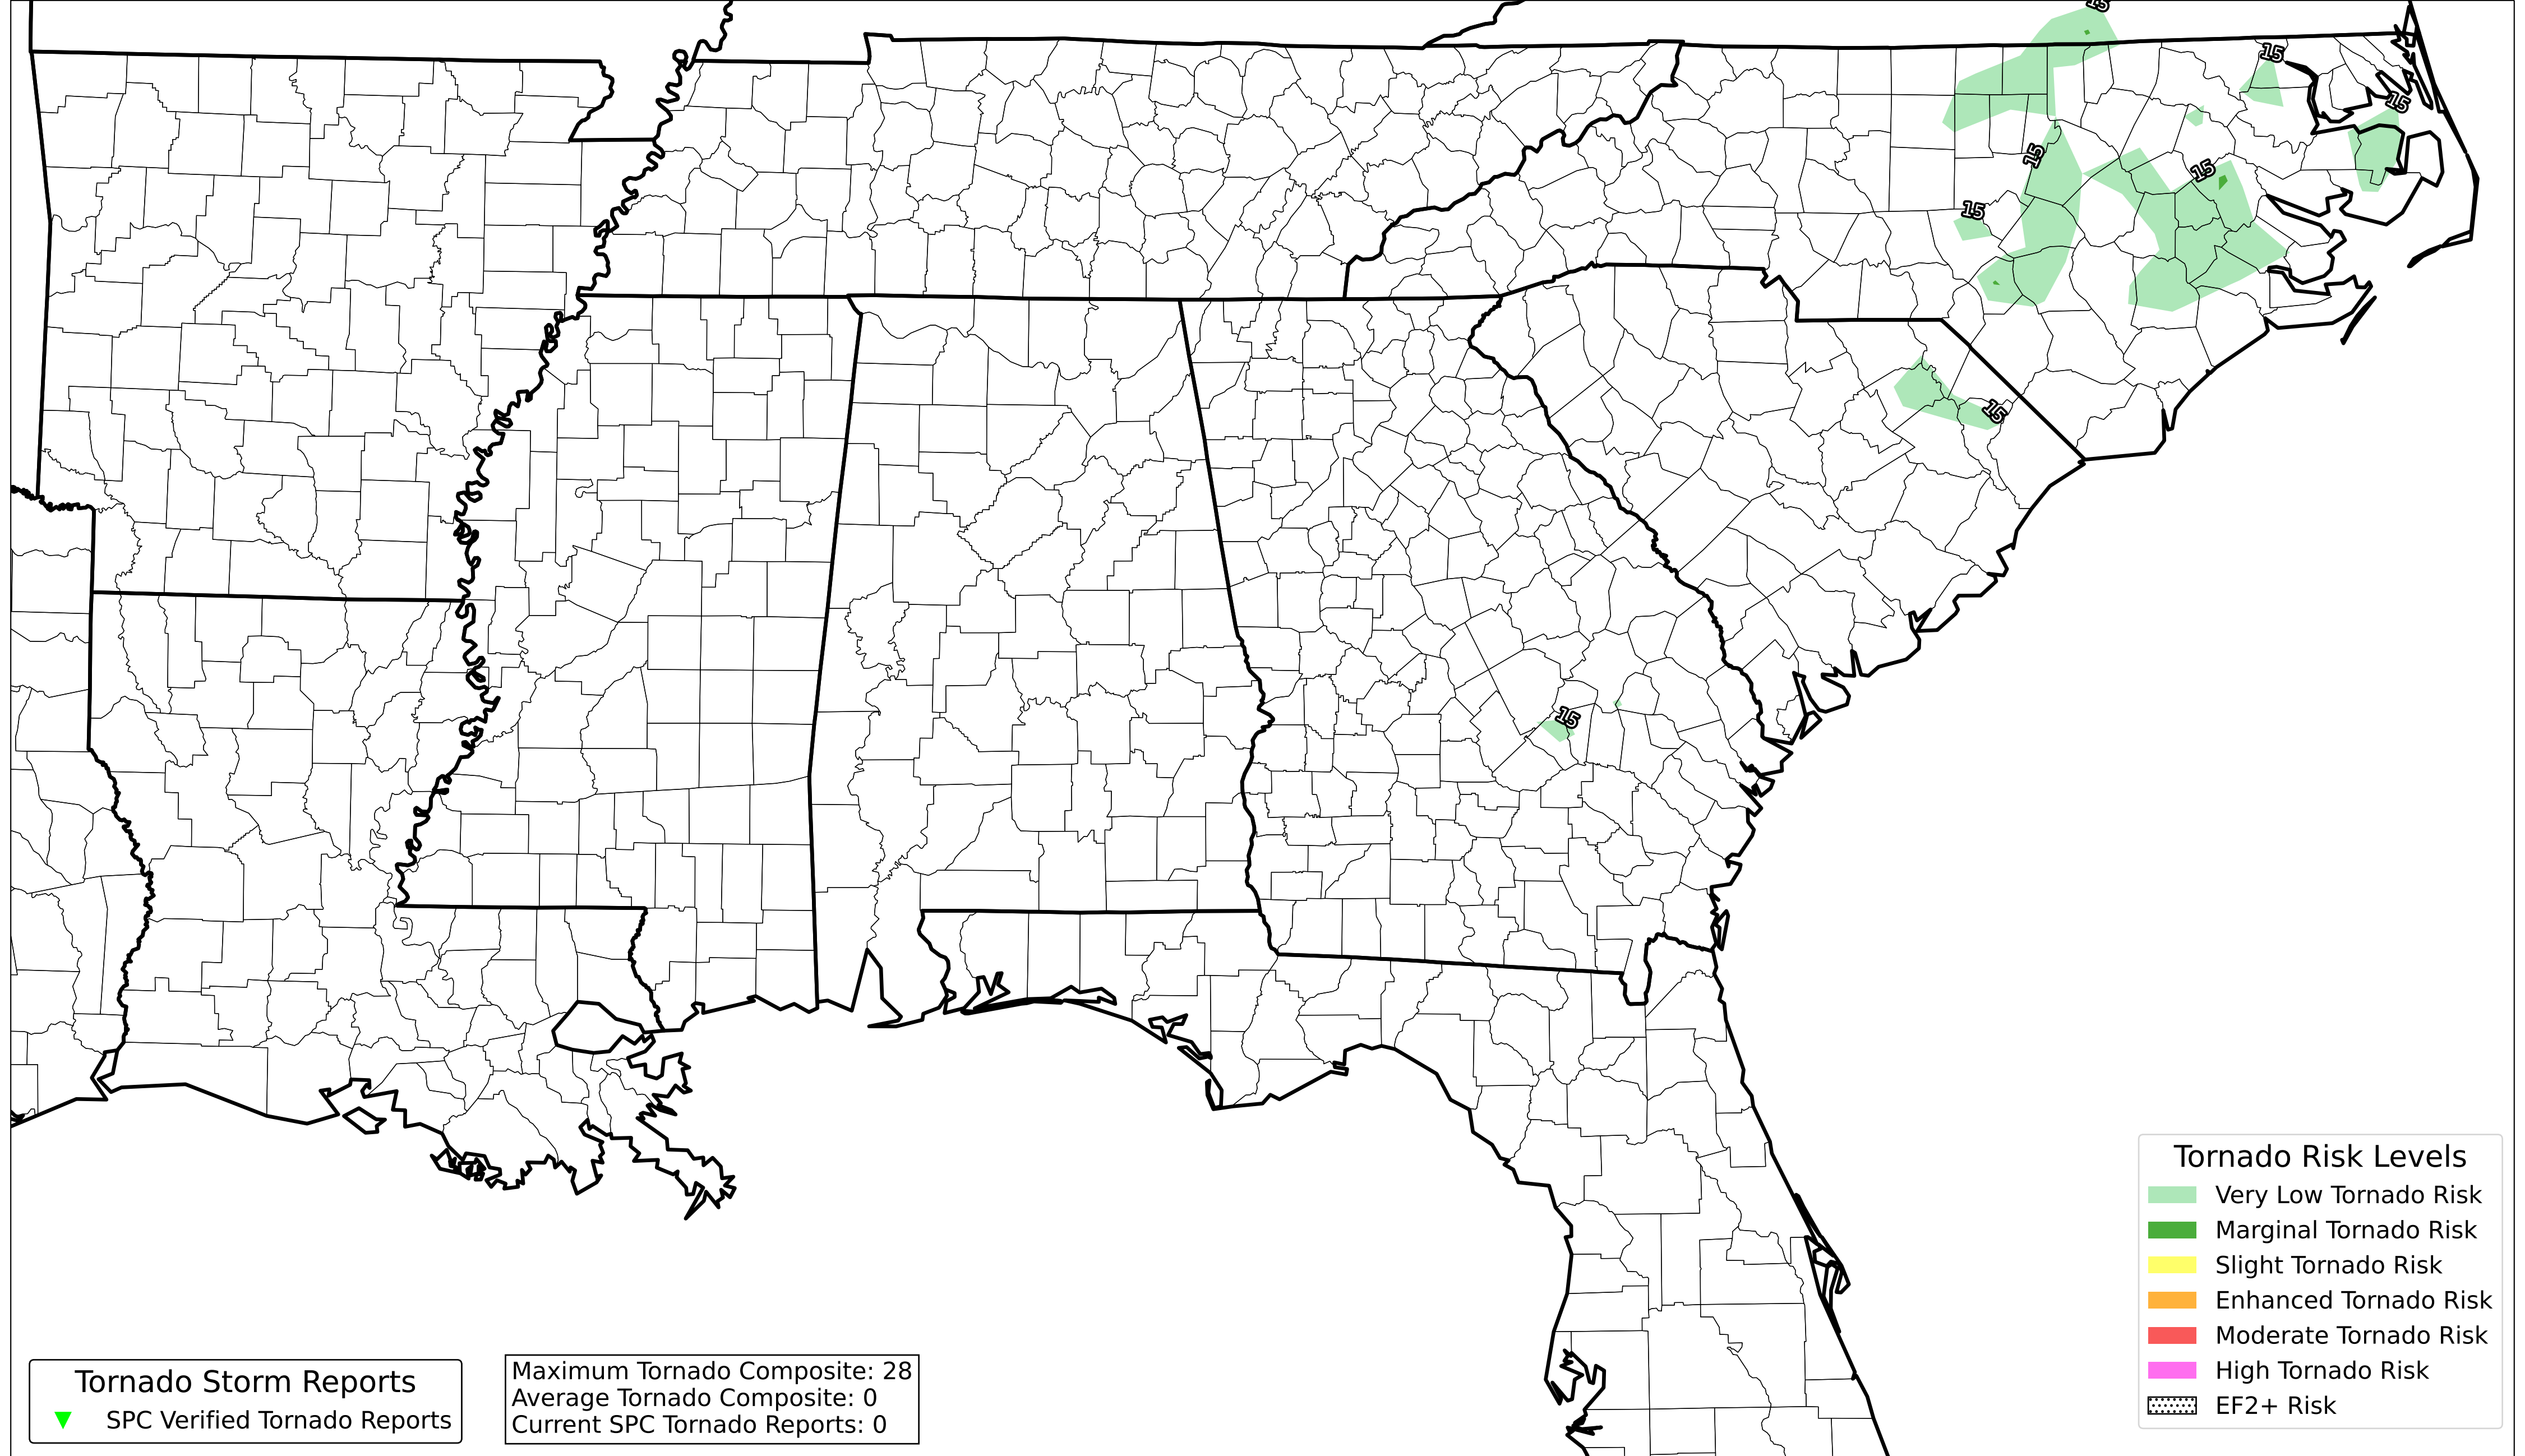 15
15
15
15
15
15
15
15
Tornado Risk Levels
Very Low Tornado Risk
Marginal Tornado Risk
Slight Tornado Risk
Enhanced Tornado Risk
Moderate Tornado Risk
High Tornado Risk
EF2+ Risk
Tornado Storm Reports
SPC Verified Tornado Reports
Maximum Tornado Composite: 28
Average Tornado Composite: 0
Current SPC Tornado Reports: 0